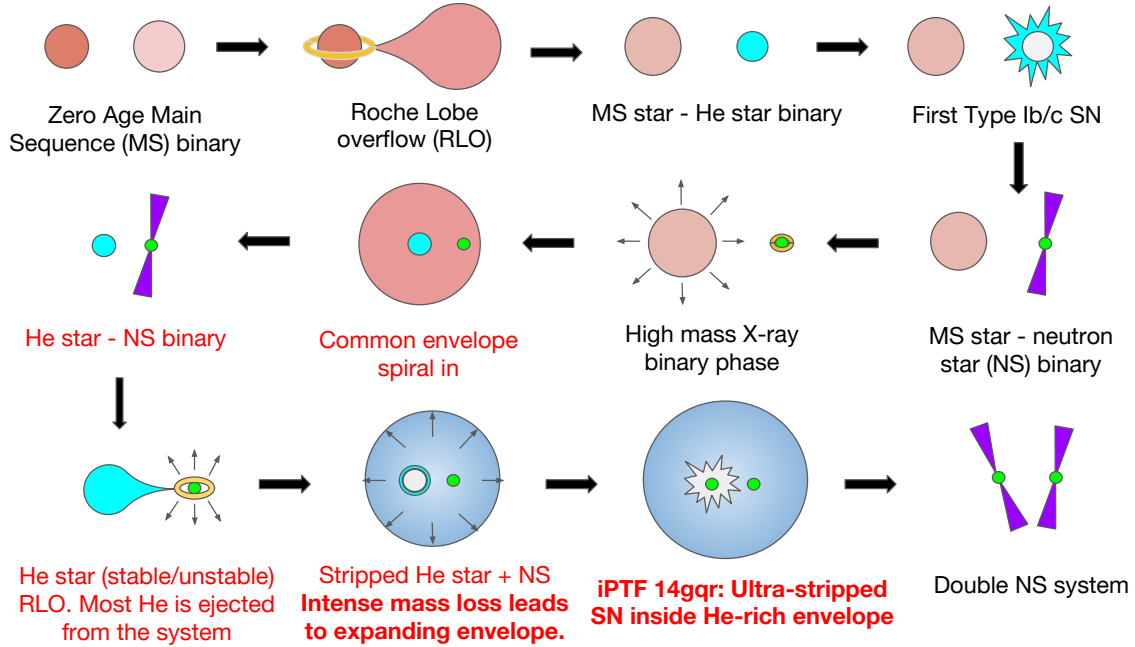 Zero Age Main
Sequence (MS) binary
Roche Lobe
overflow (RLO)
MS star - He star binary
First Type Ib/c SN
MS star - neutron
star (NS) binary
High mass X-ray
binary phase
Common envelope
spiral in
He star - NS binary
He star (stable/unstable)
RLO. Most He is ejected
from the system
Stripped He star + NS
Intense mass loss leads
to expanding envelope.
iPTF 14gqr: Ultra-stripped
SN inside He-rich envelope
Double NS system